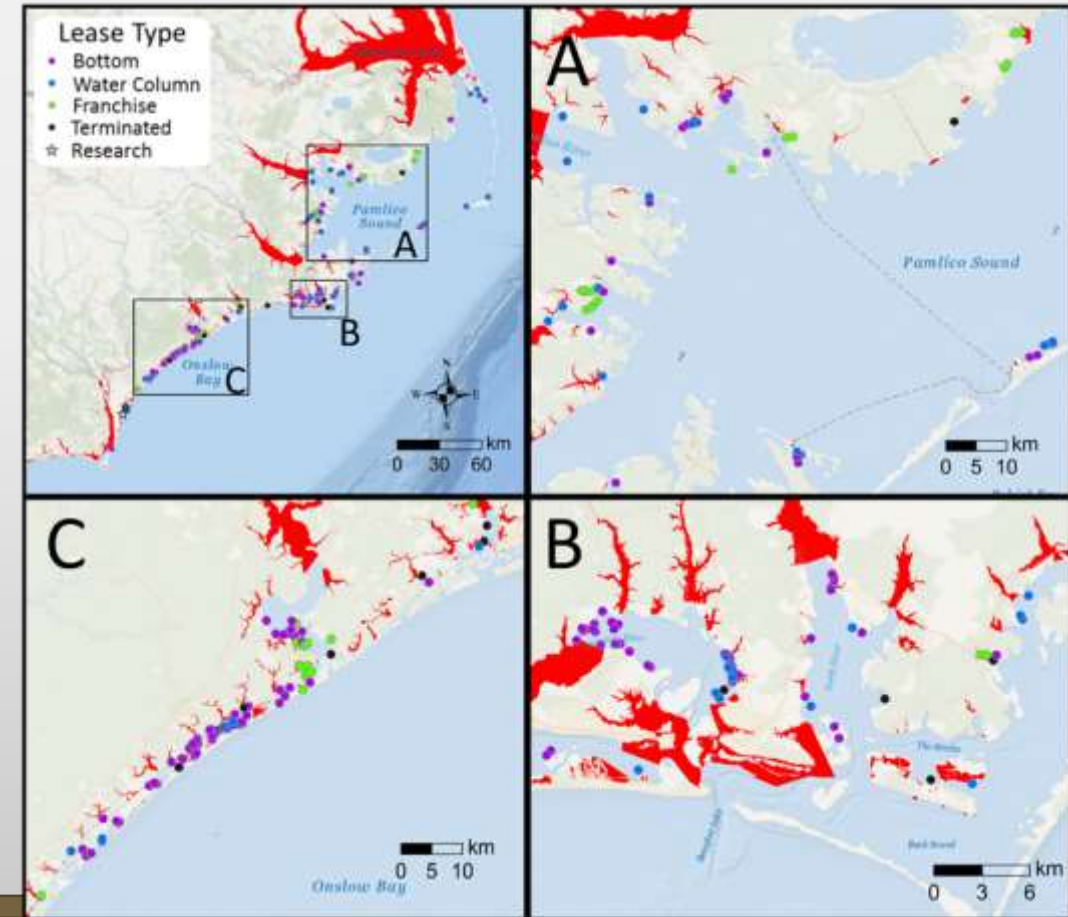 Lease Type
Bottom
Water Column
Franchise
Terminated
Research
Pamlico
Sound
A
B
Onslow
Bay
C
N
W
E
S
km
0 30 60
A
Pamlico Sound
km
0 5 10
C
km
0 5 10
Onslow Bay
B
The Straits
Back Sound
km
0 3 6